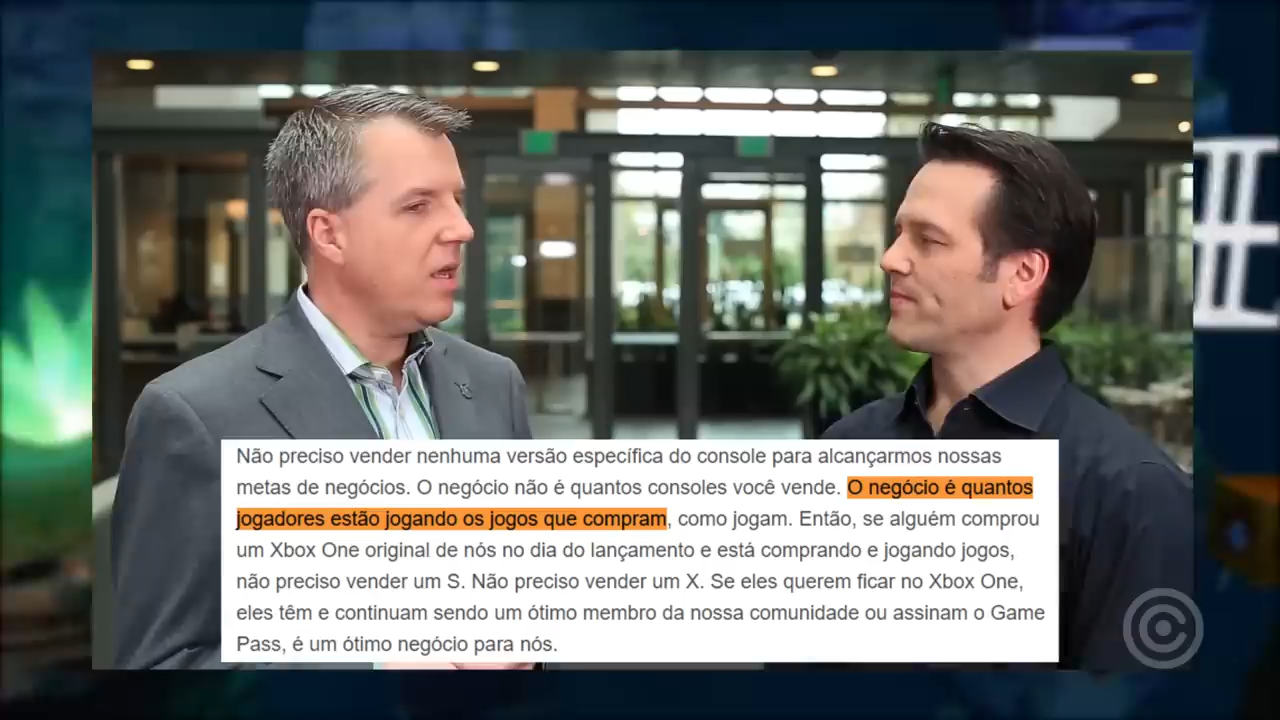 Não preciso vender nenhuma versão específica do console para alcançarmos nossas
metas de negócios. O negócio não é quantos consoles você vende. O negócio é quantos
jogadores estão jogando os jogos que compram, como jogam. Então, se alguém comprou
um Xbox One original de nós no dia do lançamento e está comprando e jogando jogos,
não preciso vender um S. Não preciso vender um X. Se eles querem ficar no Xbox One,
eles têm e continuam sendo um ótimo membro da nossa comunidade ou assinam o Game
Pass, é um ótimo negócio para nós.